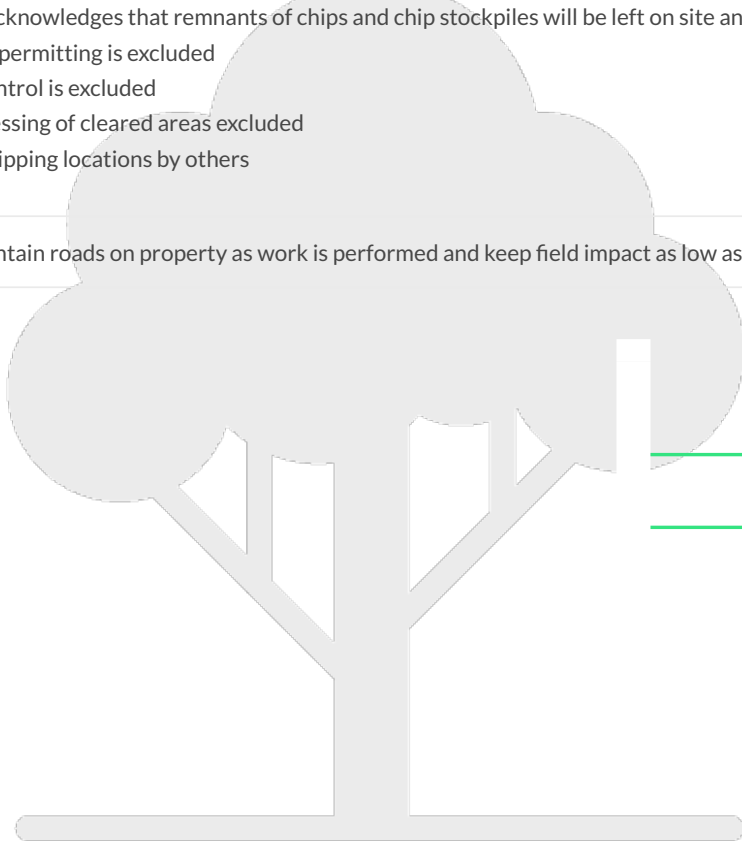 cknowledges that remnants of chips and chip stockpiles will be left on site an
permitting is excluded
ntrol is excluded
essing of cleared areas excluded
ipping locations by others
ntain roads on property as work is performed and keep field impact as low as